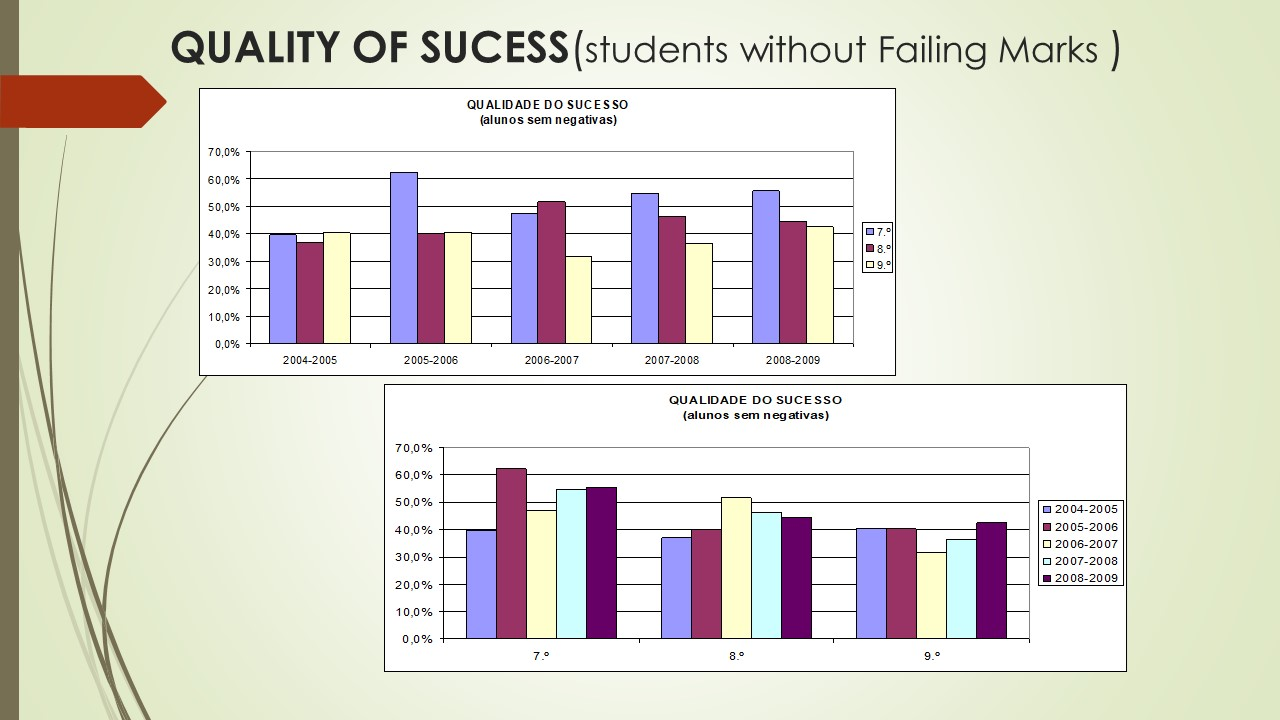 QUALITY OF SUCESS(students without Failing Marks )
QUALIDADE DO SUCESSO
(alunos sem negativas)
70,0%
60,0%
50,0%
40,0%
30,0%
20,0%
10,0%
0,0%
2004-2005 2005-2006 2006-2007 2007-2008 2008-2009
7.º
8.º
9.º
QUALIDADE DO SUCESSO
(alunos sem negativas)
70,0%
60,0%
50,0%
40,0%
30,0%
20,0%
10,0%
0,0%
7.º 8.º 9.º
2004-2005
2005-2006
2006-2007
2007-2008
2008-2009